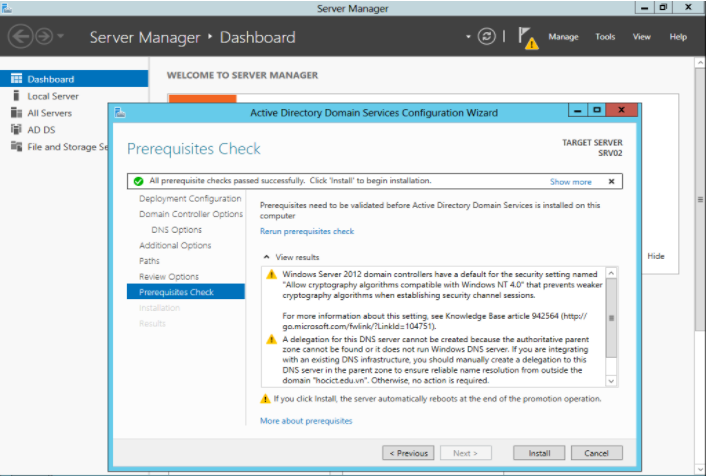 Server Manager
Server Manager ‣ Dashboard
Manage Tools View Help
Dashboard
Local Server
All Servers
AD DS
File and Storage Se
WELCOME TO SERVER MANAGER
Hide
Active Directory Domain Services Configuration Wizard
Prerequisites Check
TARGET SERVER
SRV02
All prerequisite checks passed successfully. Click 'Install' to begin installation.
Show more
Deployment Configuration
Domain Controller Options
DNS Options
Additional Options
Paths
Review Options
Prerequisites Check
Installation
Results
Prerequisites need to be validated before Active Directory Domain Services is installed on this
computer
Rerun prerequisites check
View results
Windows Server 2012 domain controllers have a default for the security setting named
"Allow cryptography algorithms compatible with Windows NT 4.0" that prevents weaker
cryptography algorithms when establishing security channel sessions.
For more information about this setting, see Knowledge Base article 942564 (http://
go.microsoft.com/fwlink/?LinkId=104751).
A delegation for this DNS server cannot be created because the authoritative parent
zone cannot be found or it does not run Windows DNS server. If you are integrating
with an existing DNS infrastructure, you should manually create a delegation to this
DNS server in the parent zone to ensure reliable name resolution from outside the
domain "hocict.edu.vn". Otherwise, no action is required.
If you click Install, the server automatically reboots at the end of the promotion operation.
More about prerequisites
< Previous
Next >
Install
Cancel